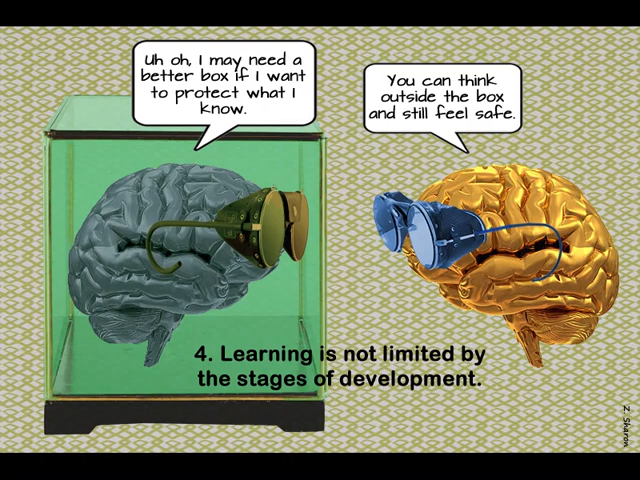 Uh oh, I may need a
better box if I want
to protect what I
know.
You can think
outside the box
and still feel safe.
4. Learning is not limited by
the stages of development.
Z. Sharon